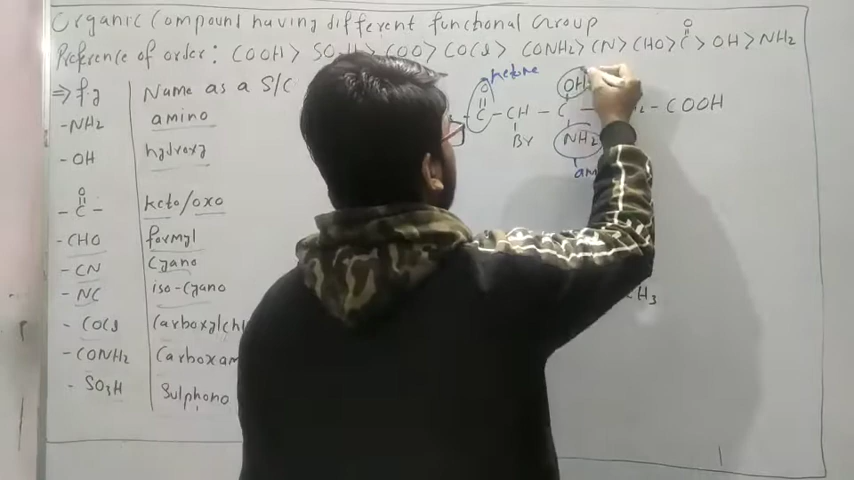 Organic Compound having different functional Group
Preference of order: COOH > SO3H > COO > COCl > CONH2 > CN > CHO > C > OH > NH2
O
=> f.g Name as a S/C
-NH2 amino
-OH hydroxy
O
- C - keto/oxo
-CHO formyl
-CN Cyano
-NC iso-Cyano
-COCl Carboxylchl
-CONH2 Carboxam
-SO3H Sulphono
O ketone OH
C - CH - C - COOH
Br NH2
am
CH3